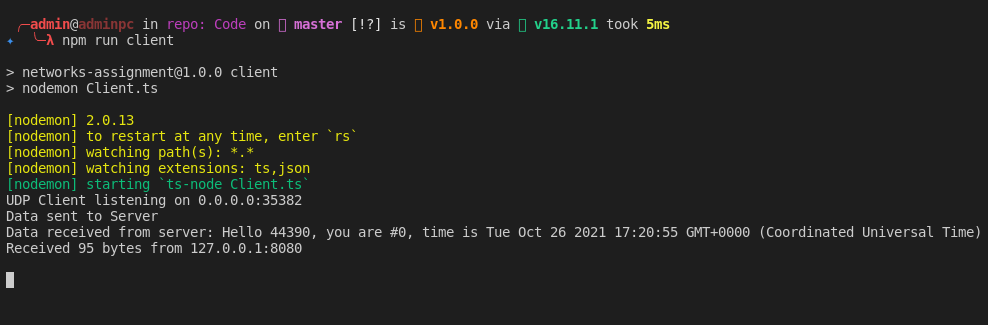 ╭─admin@adminpc in repo: Code on  master [!?] is  v1.0.0 via  v16.11.1 took 5ms
✦ ╰─λ npm run client
> networks-assignment@1.0.0 client
> nodemon Client.ts
[nodemon] 2.0.13
[nodemon] to restart at any time, enter `rs`
[nodemon] watching path(s): *.*
[nodemon] watching extensions: ts,json
[nodemon] starting `ts-node Client.ts`
UDP Client listening on 0.0.0.0:35382
Data sent to Server
Data received from server: Hello 44390, you are #0, time is Tue Oct 26 2021 17:20:55 GMT+0000 (Coordinated Universal Time)
Received 95 bytes from 127.0.0.1:8080